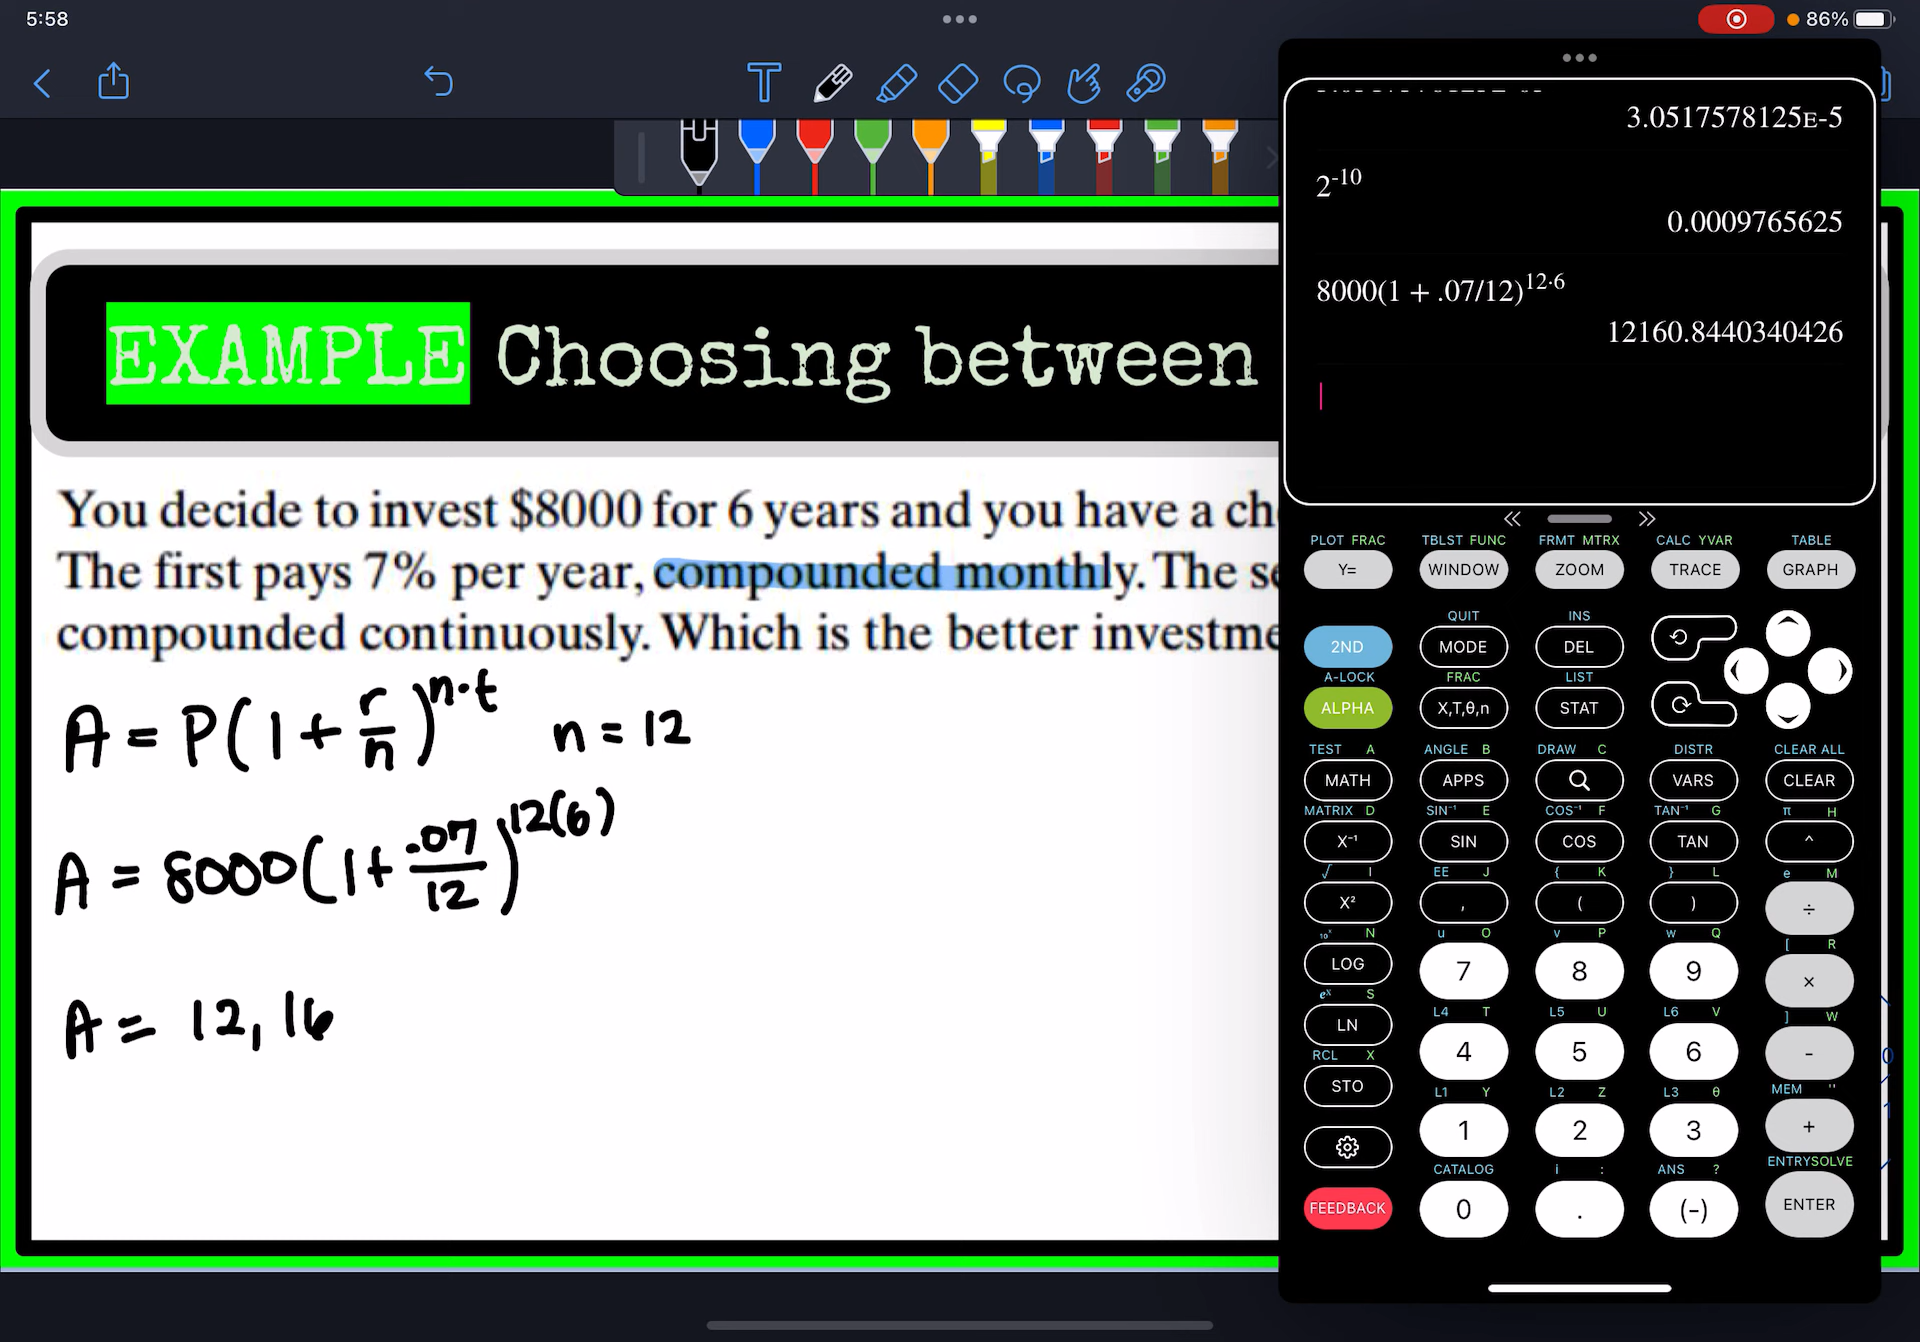 5:58
86%
EXAMPLE Choosing between
You decide to invest $8000 for 6 years and you have a ch
The first pays 7% per year, compounded monthly. The se
compounded continuously. Which is the better investme
A = P(1 + r/n)^n·t n = 12
A = 8000(1 + .07/12)^12(6)
A = 12,16
3.0517578125E-5
2^-10
0.0009765625
8000(1 + .07/12)^12·6
12160.8440340426
PLOT FRAC TBLST FUNC FRMT MTRX CALC YVAR TABLE
Y= WINDOW ZOOM TRACE GRAPH
QUIT INS
2ND MODE DEL
A-LOCK FRAC LIST
ALPHA X,T,θ,n STAT
TEST A ANGLE B DRAW C DISTR CLEAR ALL
MATH APPS VARS CLEAR
MATRIX D SIN⁻¹ E COS⁻¹ F TAN⁻¹ G π H
X⁻¹ SIN COS TAN ^
√ I EE J { K } L e M
X² , ( ) ÷
10ˣ N u O v P w Q [ R
LOG 7 8 9 ×
eˣ S L4 T L5 U L6 V ] W
LN 4 5 6 -
RCL X L1 Y L2 Z L3 θ MEM "
STO 1 2 3 +
CATALOG i : ANS ? ENTRY SOLVE
FEEDBACK 0 . (-) ENTER